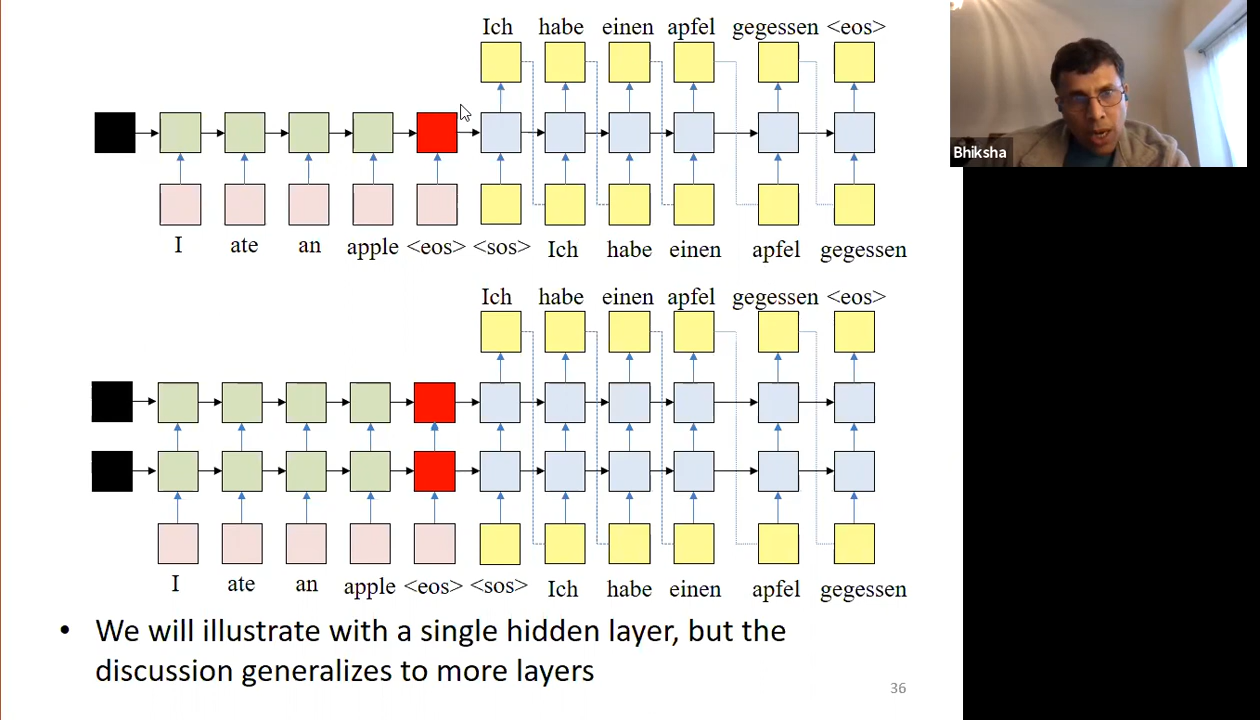 Ich habe einen apfel gegessen <eos>
I ate an apple <eos> <sos> Ich habe einen apfel gegessen
Ich habe einen apfel gegessen <eos>
I ate an apple <eos> <sos> Ich habe einen apfel gegessen
• We will illustrate with a single hidden layer, but the
discussion generalizes to more layers
36
Bhiksha